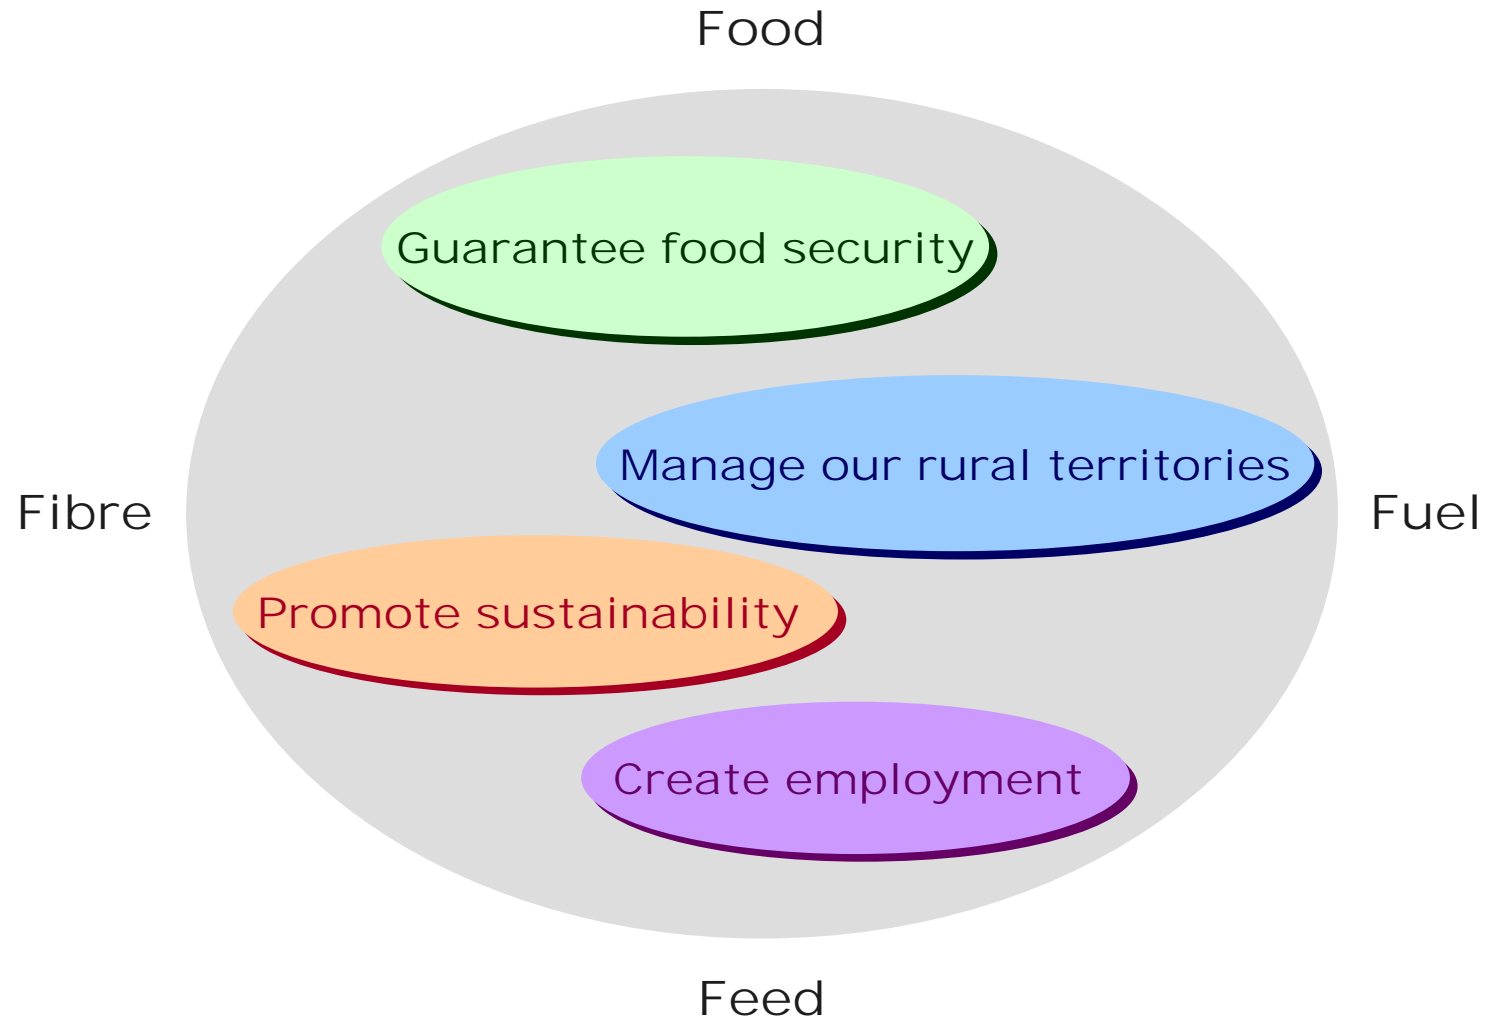 Food
Guarantee food security
Manage our rural territories
Fibre
Fuel
Promote sustainability
Create employment
Feed